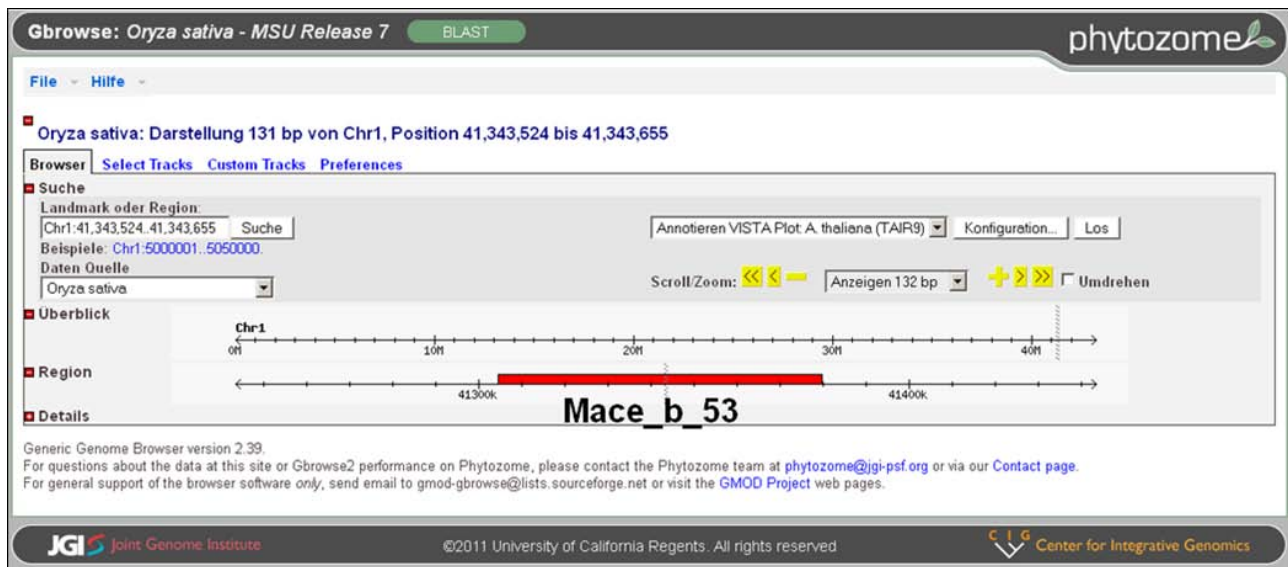 Gbrowse: Oryza sativa - MSU Release 7 BLAST phytozome
File Hilfe
Oryza sativa: Darstellung 131 bp von Chr1, Position 41,343,524 bis 41,343,655
Browser Select Tracks Custom Tracks Preferences
Suche
Landmark oder Region:
Chr1:41,343,524..41,343,655 Suche Annotieren VISTA Plot: A. thaliana (TAIR9) Konfiguration... Los
Beispiele: Chr1:5000001..5050000.
Daten Quelle
Oryza sativa Scroll/Zoom: << < Anzeigen 132 bp > >> Umdrehen
Überblick
Chr1
0M 10M 20M 30M 40M
Region
41300k 41400k
Mace_b_53
Details
Generic Genome Browser version 2.39.
For questions about the data at this site or Gbrowse2 performance on Phytozome, please contact the Phytozome team at phytozome@jgi-psf.org or via our Contact page.
For general support of the browser software only, send email to gmod-gbrowse@lists.sourceforge.net or visit the GMOD Project web pages.
JGI Joint Genome Institute ©2011 University of California Regents. All rights reserved CIG Center for Integrative Genomics